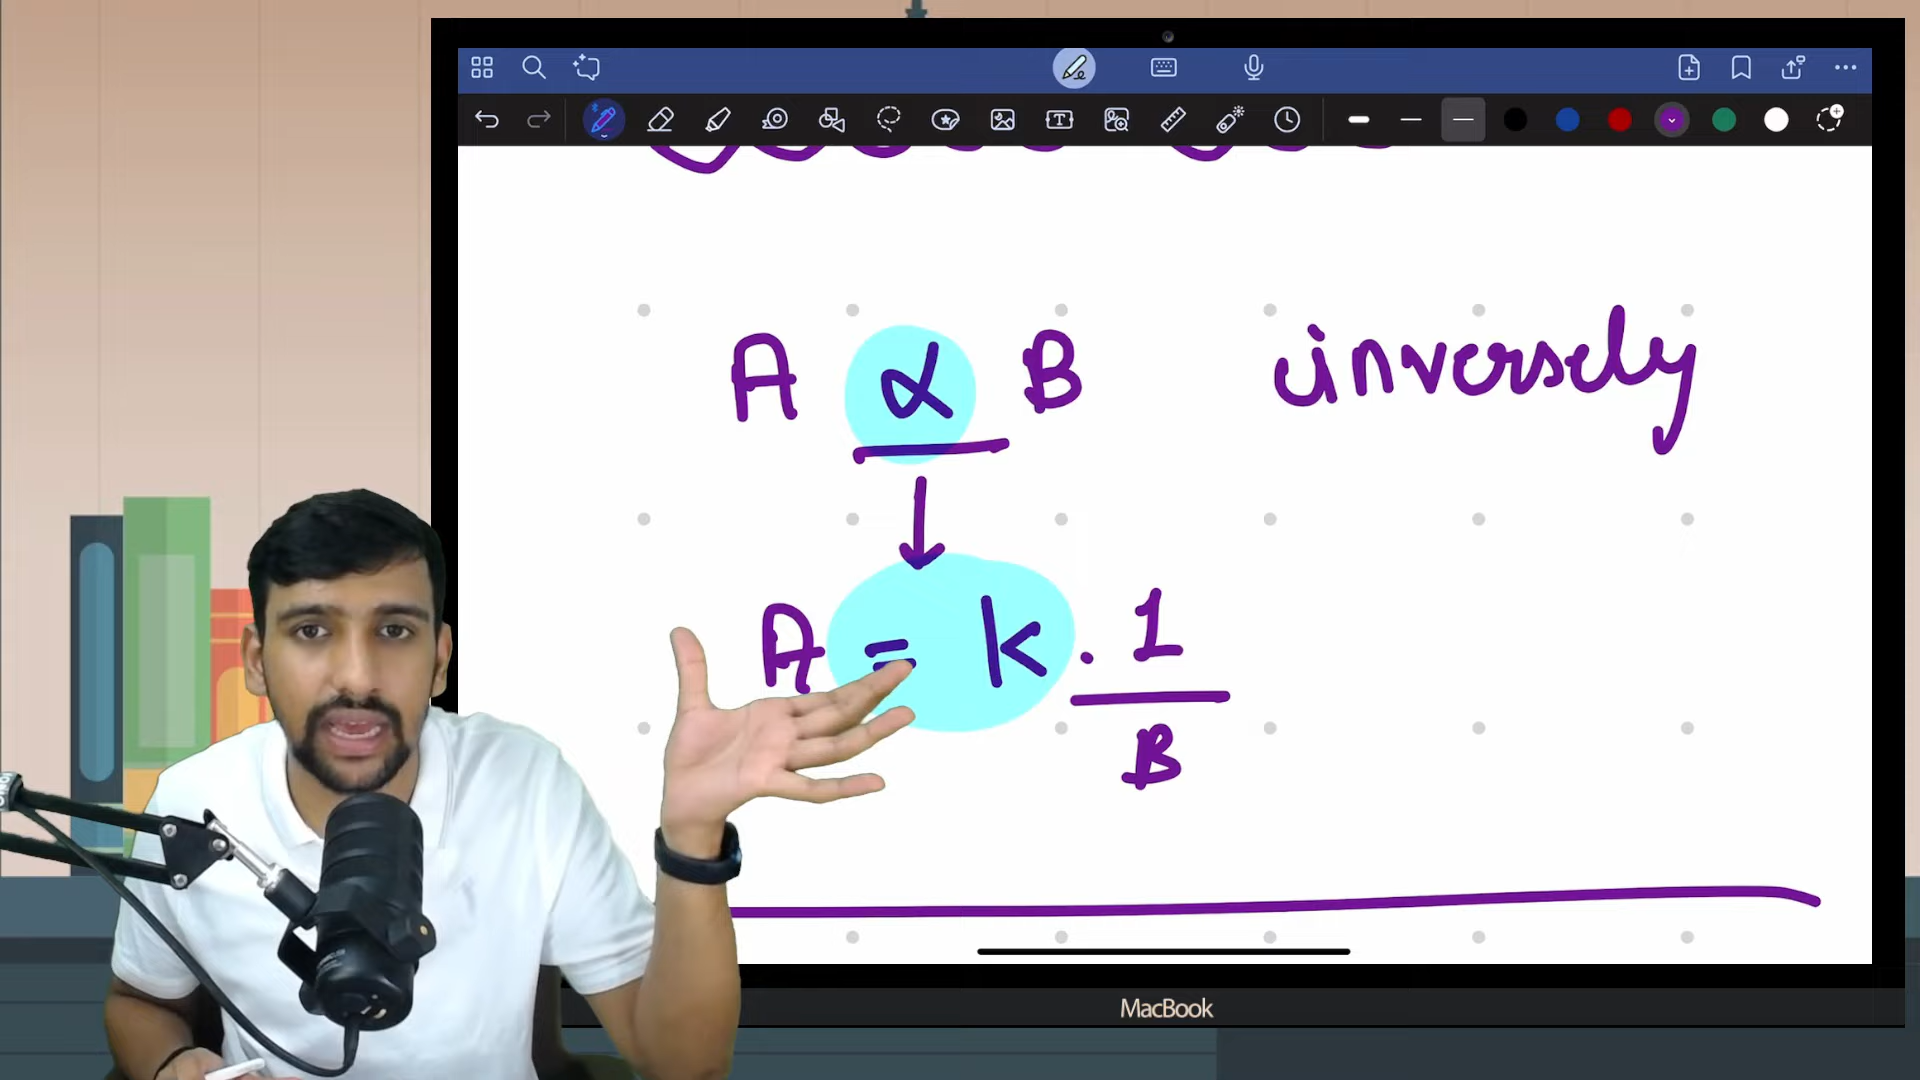 A α B inversely
A = k . 1
B
MacBook